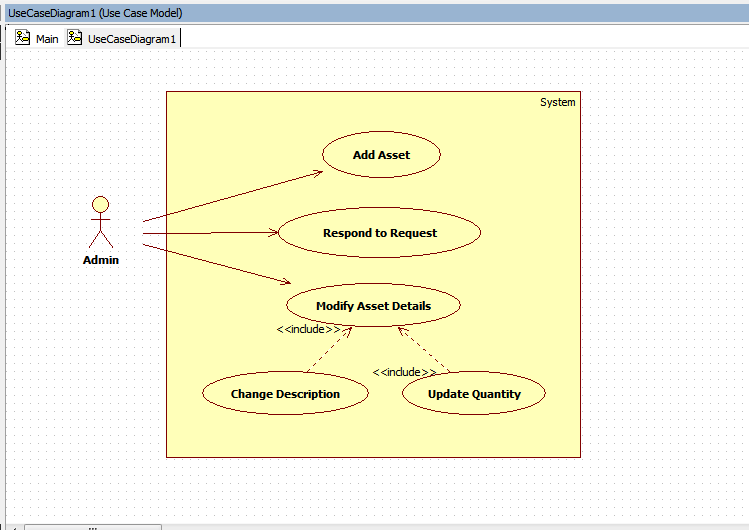 UseCaseDiagram1 (Use Case Model)
Main UseCaseDiagram1
System
Add Asset
Respond to Request
Admin
Modify Asset Details
<<include>>
<<include>>
Change Description
Update Quantity